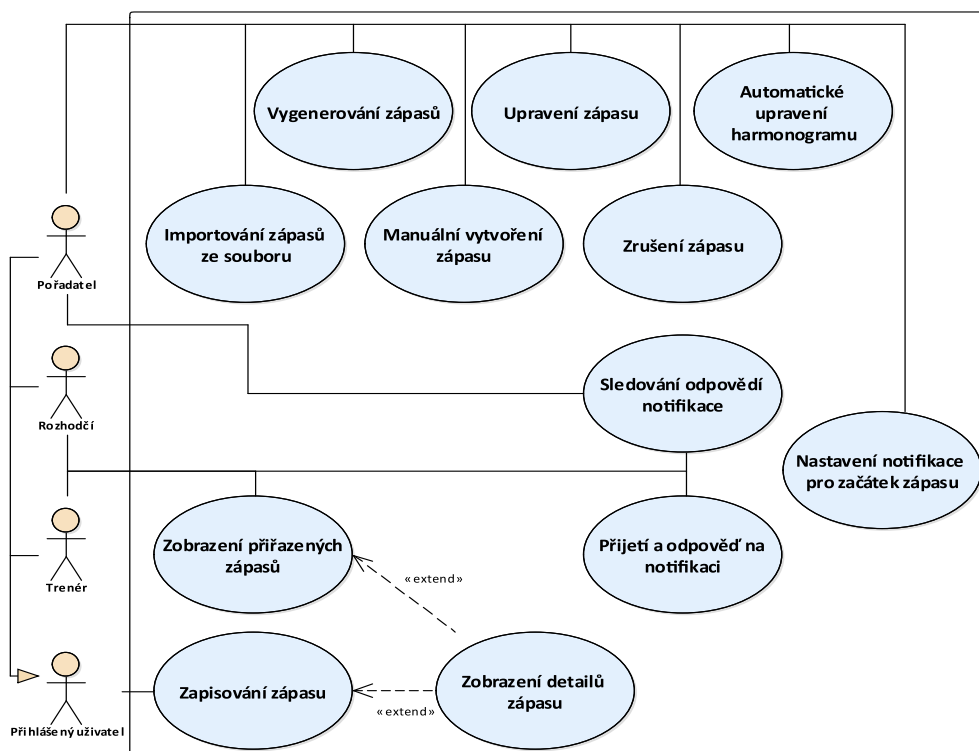 Vygenerování zápasů
Upravení zápasu
Automatické
upravení
harmonogramu
Importování zápasů
ze souboru
Manuální vytvoření
zápasu
Zrušení zápasu
Pořadatel
Sledování odpovědí
notifikace
Rozhodčí
Nastavení notifikace
pro začátek zápasu
Zobrazení přiřazených
zápasů
Přijetí a odpověď na
notifikaci
Trenér
« extend »
Zapisování zápasu
Zobrazení detailů
zápasu
« extend »
Přihlášený uživatel